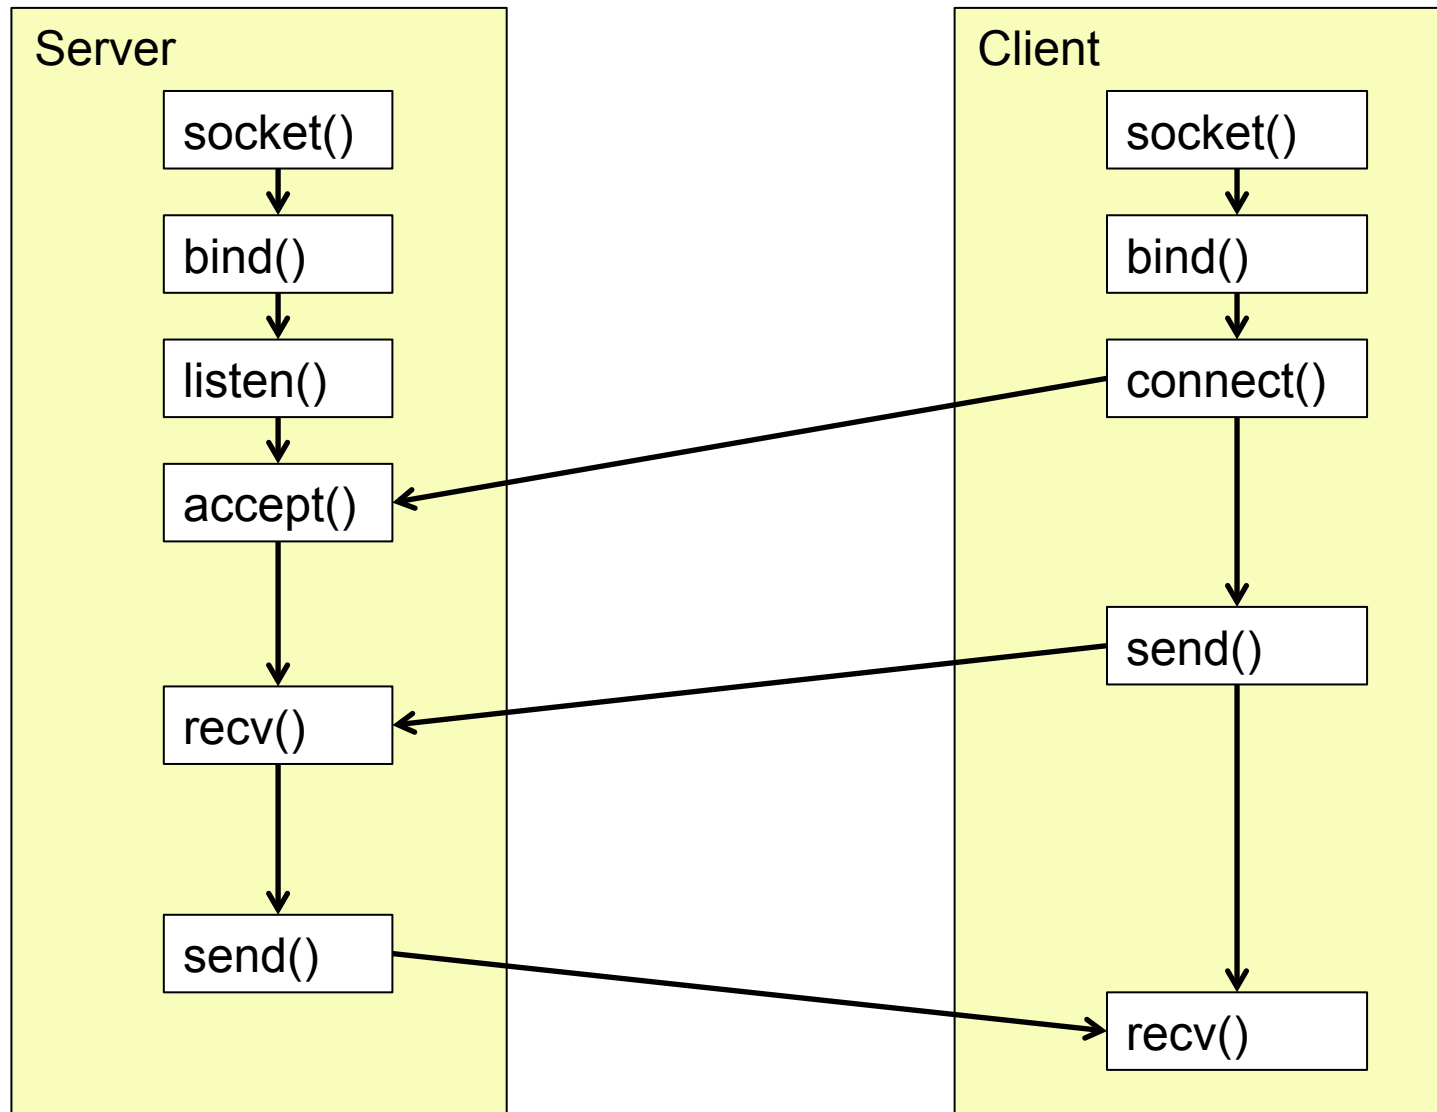 Server
socket()
bind()
listen()
accept()
recv()
send()
Client
socket()
bind()
connect()
send()
recv()